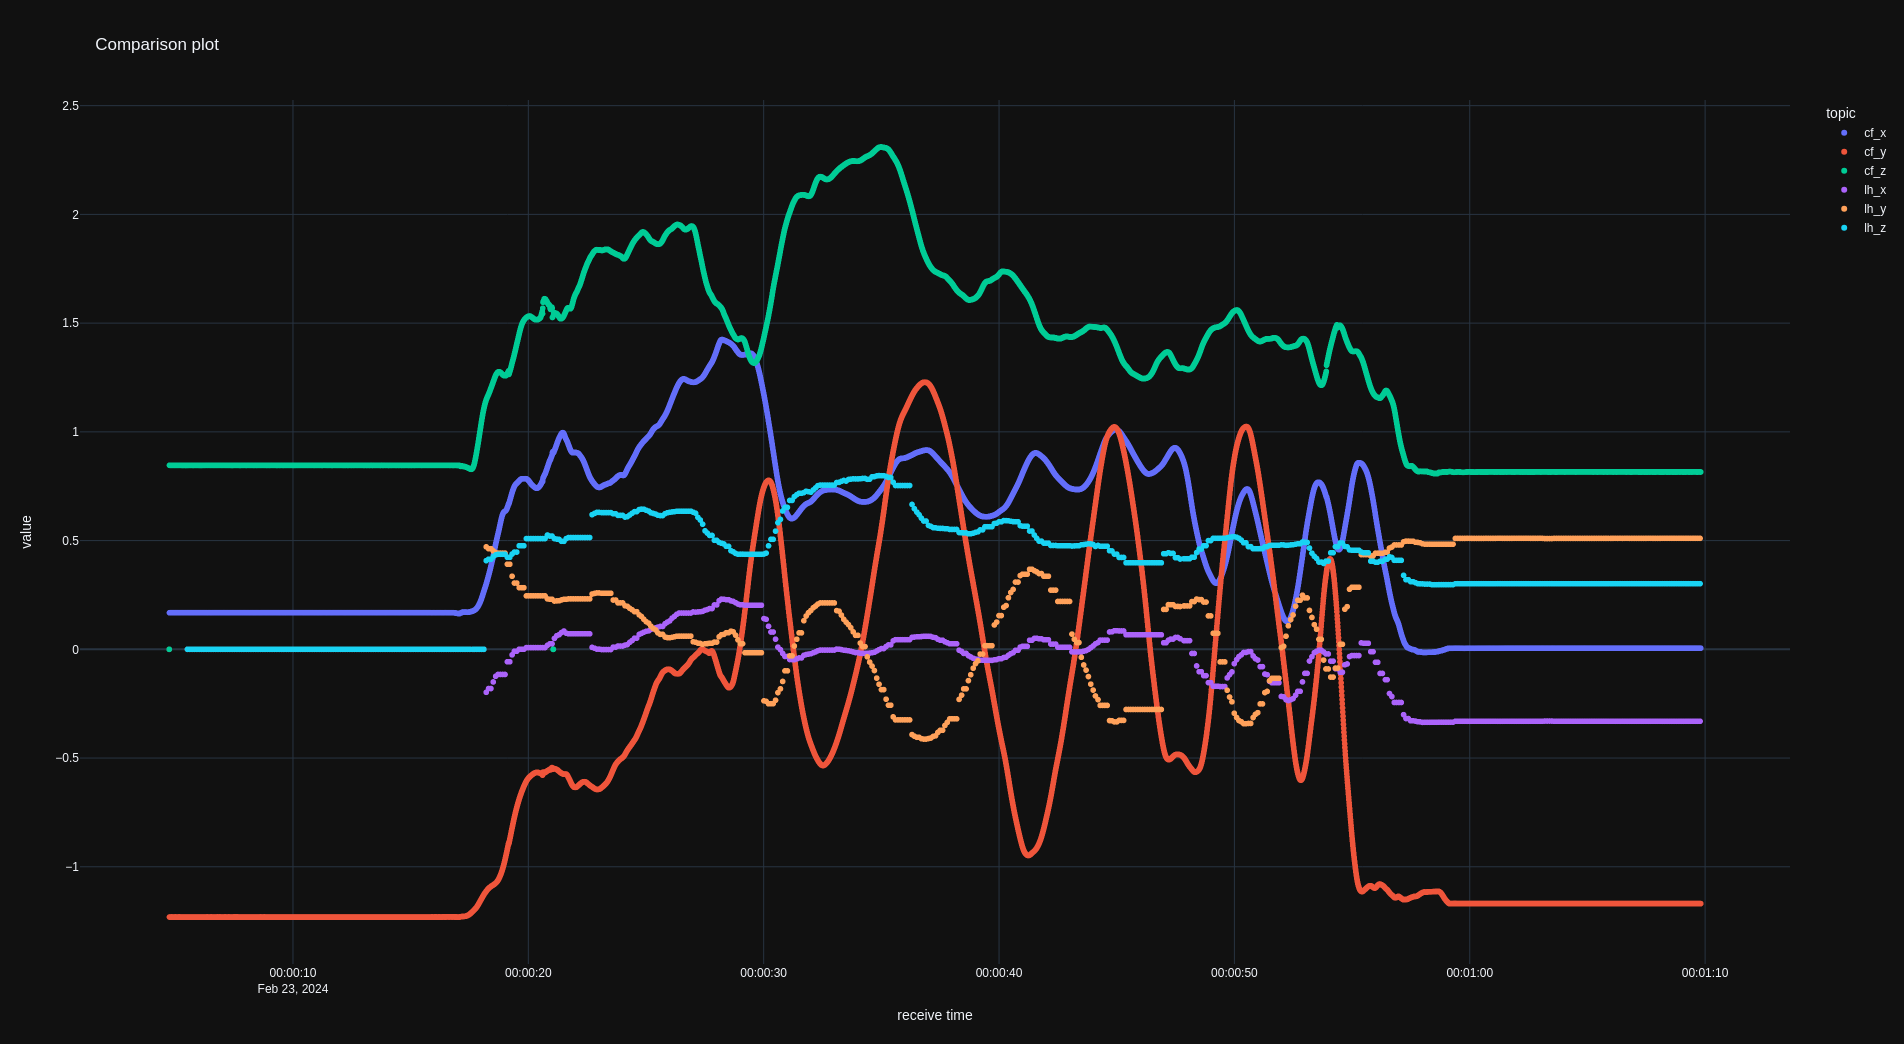 Comparison plot
2.5
2
1.5
1
0.5
0
−0.5
−1
value
00:00:10
Feb 23, 2024
00:00:20
00:00:30
00:00:40
00:00:50
00:01:00
00:01:10
receive time
topic
cf_x
cf_y
cf_z
lh_x
lh_y
lh_z